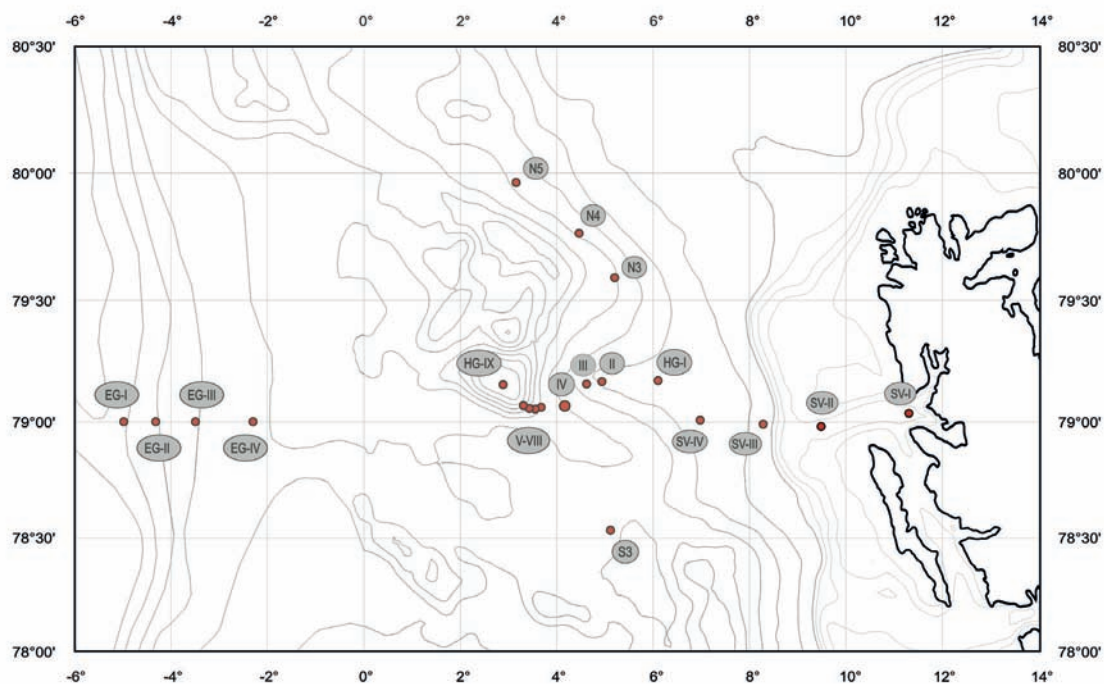 -6° -4° -2° 0° 2° 4° 6° 8° 10° 12° 14°
80°30' 80°30'
N5
80°00' 80°00'
N4
N3
79°30' 79°30'
HG-IX III II HG-I
IV
EG-I EG-III SV-II SV-I
79°00' 79°00'
EG-II EG-IV V-VIII SV-IV SV-III
78°30' 78°30'
S3
78°00' 78°00'
-6° -4° -2° 0° 2° 4° 6° 8° 10° 12° 14°